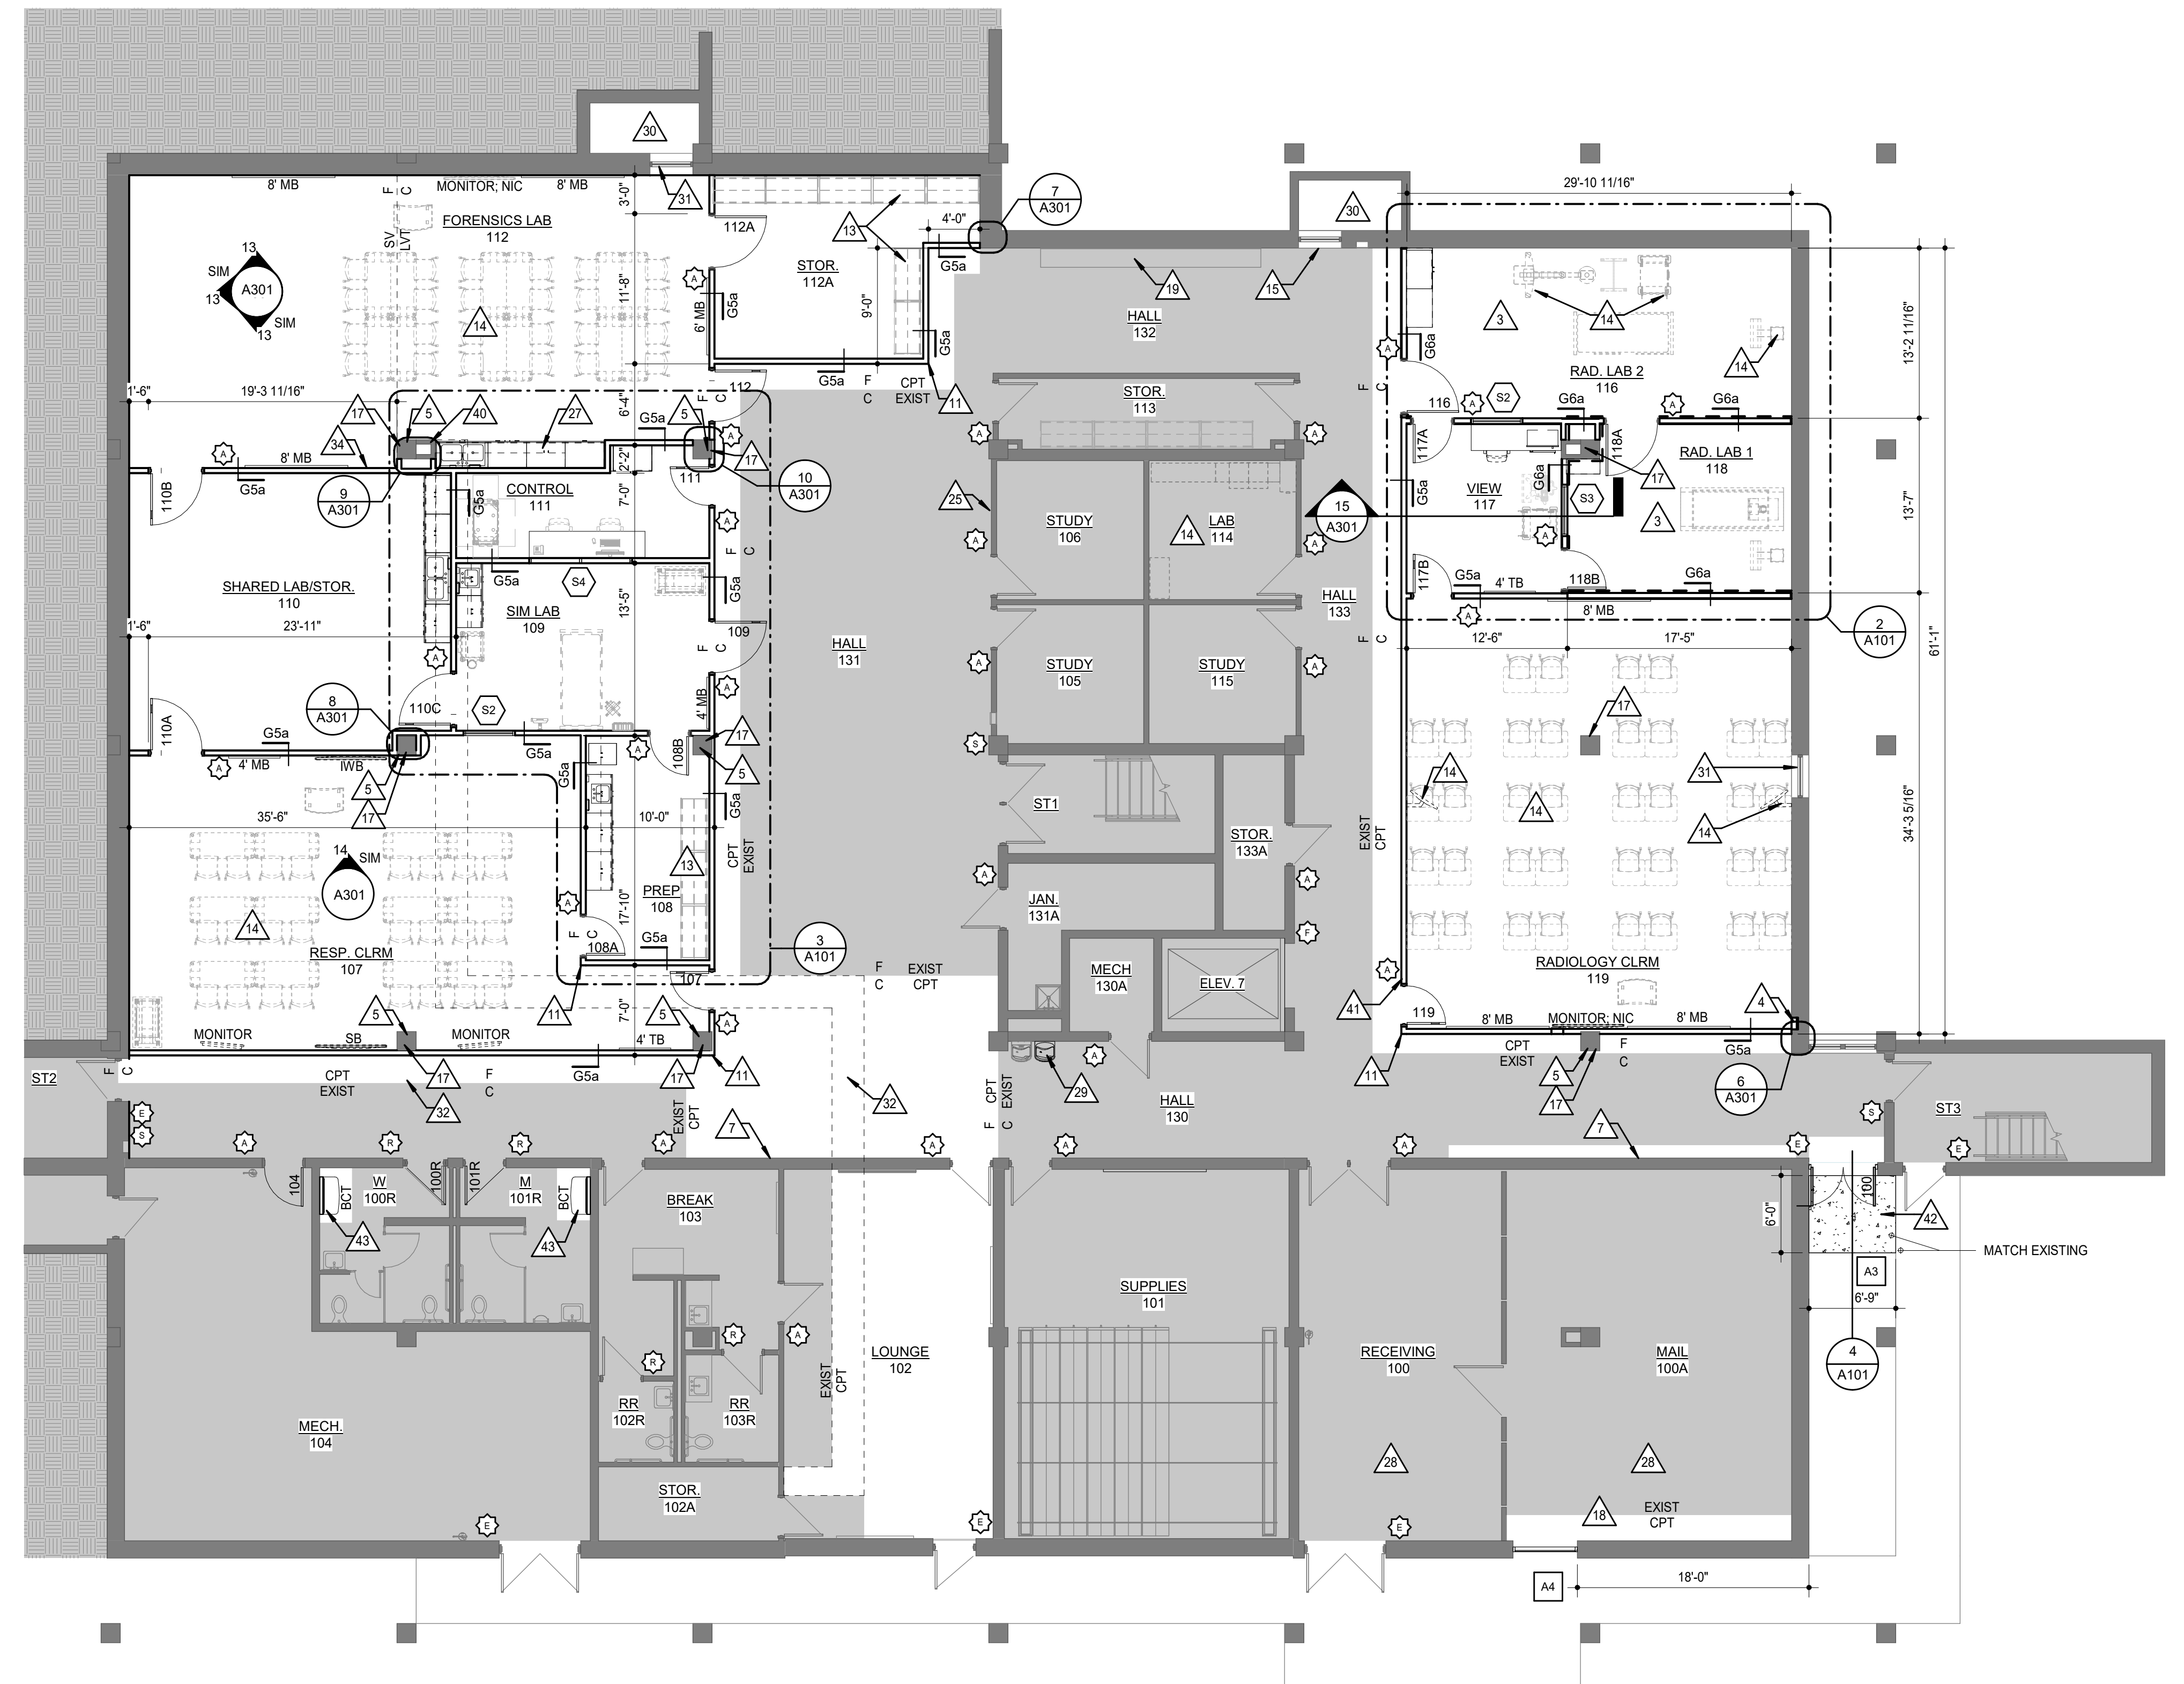 30
8' MB
F
C
MONITOR; NIC
8' MB
31
3'-0"
7
A301
29'-10 11/16"
30
FORENSICS LAB
112
112A
13
4'-0"
SV
LVT
13
SIM
A301
13
SIM
13
A
G5a
STOR.
112A
G5a
19
15
11'-8"
6' MB
9'-0"
14
HALL
132
G5a
3
14
14
A
G6a
13'-2 11/16"
61'-1"
RAD. LAB 2
116
G5a
F
C
CPT
EXIST
11
112
F
C
STOR.
113
F
C
1'-6"
19'-3 11/16"
17
5
40
27
G5a
5
6'-4"
A
116
A
S2
G6a
A
G6a
34
A
8' MB
G5a
17
A
A
117A
118A
2'-2"
111
10
A301
9
A301
CONTROL
111
7'-0"
G5a
110B
G6a
17
RAD. LAB 1
118
VIEW
117
G5a
S3
3
13'-7"
25
STUDY
106
LAB
114
14
15
A301
A
A
A
A
F
C
G5a
S4
G5a
SHARED LAB/STOR.
110
SIM LAB
109
13'-5"
117B
G5a
4' TB
118B
G6a
HALL
133
A
8' MB
1'-6"
23'-11"
109
F
C
HALL
131
A
STUDY
105
STUDY
115
A
A
F
C
12'-6"
17'-5"
2
A101
A
4' MB
8
A301
110C
S2
17
17
110A
G5a
G5a
A
108B
S
A
4' MB
IWB
5
5
17
G5a
G5a
31
14
14
14
34'-3 5/16"
35'-6"
10'-0"
ST1
STOR.
133A
EXIST
CPT
CPT
EXIST
14
SIM
A301
13
PREP
108
A
A
A
JAN.
131A
17'-10"
14
F
C
108A
G5a
F
3
A101
RESP. CLRM
107
107
F
C
EXIST
CPT
MECH
130A
ELEV. 7
A
RADIOLOGY CLRM
119
41
4
11
5
5
7'-0"
A
119
8' MB
MONITOR; NIC
8' MB
MONITOR
SB
MONITOR
4' TB
ST2
F
C
CPT
EXIST
F
C
17
32
G5a
17
11
32
CPT
EXIST
F
C
29
A
11
CPT
EXIST
5
17
F
C
G5a
6
A301
HALL
130
ST3
E
S
EXIST
CPT
7
7
S
A
R
R
A
A
A
A
E
E
104
100R
101R
W
100R
M
101R
BCT
BCT
43
43
BREAK
103
6'-0"
100
42
MATCH EXISTING
A3
6'-9"
SUPPLIES
101
R
A
LOUNGE
102
RECEIVING
100
MAIL
100A
4
A101
R
EXIST
CPT
RR
102R
RR
103R
MECH.
104
28
28
STOR.
102A
18
EXIST
CPT
E
E
E
A4
18'-0"